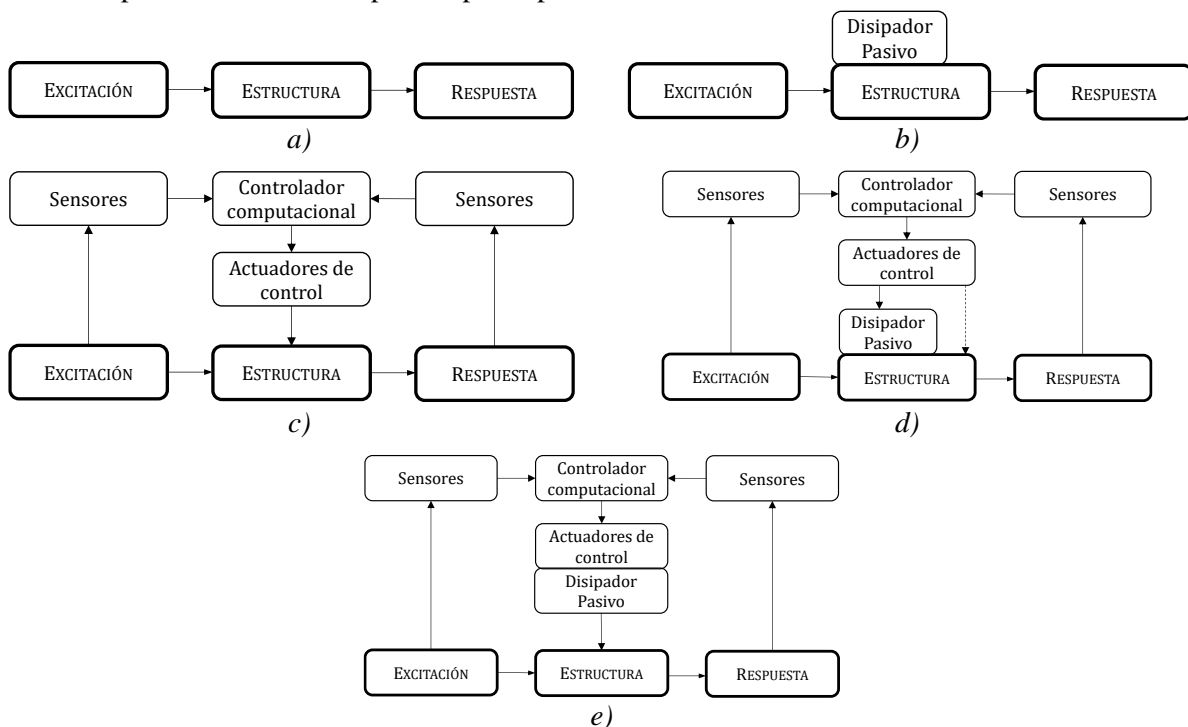 EXCITACIÓN
ESTRUCTURA
RESPUESTA
a)
Disipador
Pasivo
EXCITACIÓN
ESTRUCTURA
RESPUESTA
b)
Sensores
Controlador
computacional
Sensores
Actuadores de
control
EXCITACIÓN
ESTRUCTURA
RESPUESTA
c)
Sensores
Controlador
computacional
Sensores
Actuadores de
control
Disipador
Pasivo
EXCITACIÓN
ESTRUCTURA
RESPUESTA
d)
Sensores
Controlador
computacional
Sensores
Actuadores de
control
Disipador
Pasivo
EXCITACIÓN
ESTRUCTURA
RESPUESTA
e)